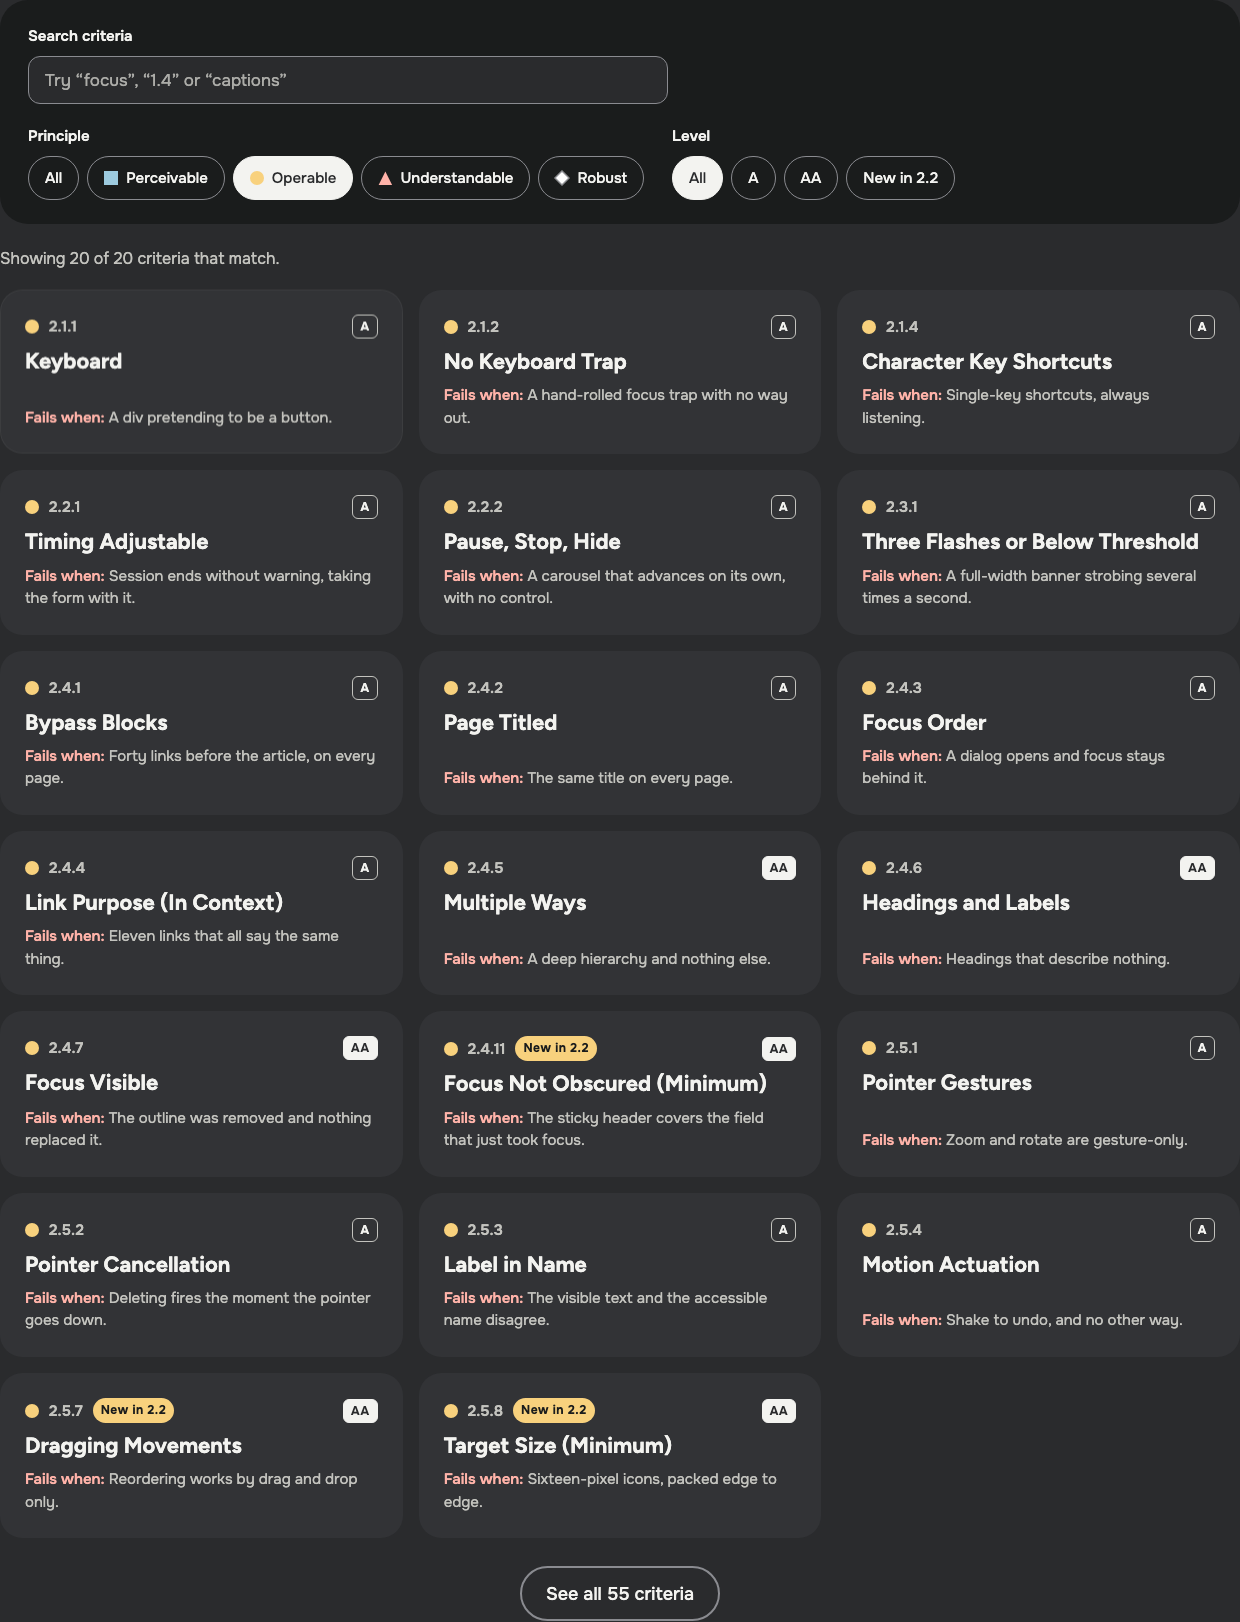 Search criteria
Try “focus”, “1.4” or “captions”
Principle
Level
All
Perceivable
Operable
Understandable
Robust
All
A
AA
New in 2.2
Showing 20 of 20 criteria that match.
2.1.1
A
Keyboard
Fails when: A div pretending to be a button.
2.1.2
A
No Keyboard Trap
Fails when: A hand-rolled focus trap with no way
out.
2.1.4
A
Character Key Shortcuts
Fails when: Single-key shortcuts, always
listening.
2.2.1
A
Timing Adjustable
Fails when: Session ends without warning, taking
the form with it.
2.2.2
A
Pause, Stop, Hide
Fails when: A carousel that advances on its own,
with no control.
2.3.1
A
Three Flashes or Below Threshold
Fails when: A full-width banner strobing several
times a second.
2.4.1
A
Bypass Blocks
Fails when: Forty links before the article, on every
page.
2.4.2
A
Page Titled
Fails when: The same title on every page.
2.4.3
A
Focus Order
Fails when: A dialog opens and focus stays
behind it.
2.4.4
A
Link Purpose (In Context)
Fails when: Eleven links that all say the same
thing.
2.4.5
AA
Multiple Ways
Fails when: A deep hierarchy and nothing else.
2.4.6
AA
Headings and Labels
Fails when: Headings that describe nothing.
2.4.7
AA
Focus Visible
Fails when: The outline was removed and nothing
replaced it.
2.4.11
New in 2.2
AA
Focus Not Obscured (Minimum)
Fails when: The sticky header covers the field
that just took focus.
2.5.1
A
Pointer Gestures
Fails when: Zoom and rotate are gesture-only.
2.5.2
A
Pointer Cancellation
Fails when: Deleting fires the moment the pointer
goes down.
2.5.3
A
Label in Name
Fails when: The visible text and the accessible
name disagree.
2.5.4
A
Motion Actuation
Fails when: Shake to undo, and no other way.
2.5.7
New in 2.2
AA
Dragging Movements
Fails when: Reordering works by drag and drop
only.
2.5.8
New in 2.2
AA
Target Size (Minimum)
Fails when: Sixteen-pixel icons, packed edge to
edge.
See all 55 criteria